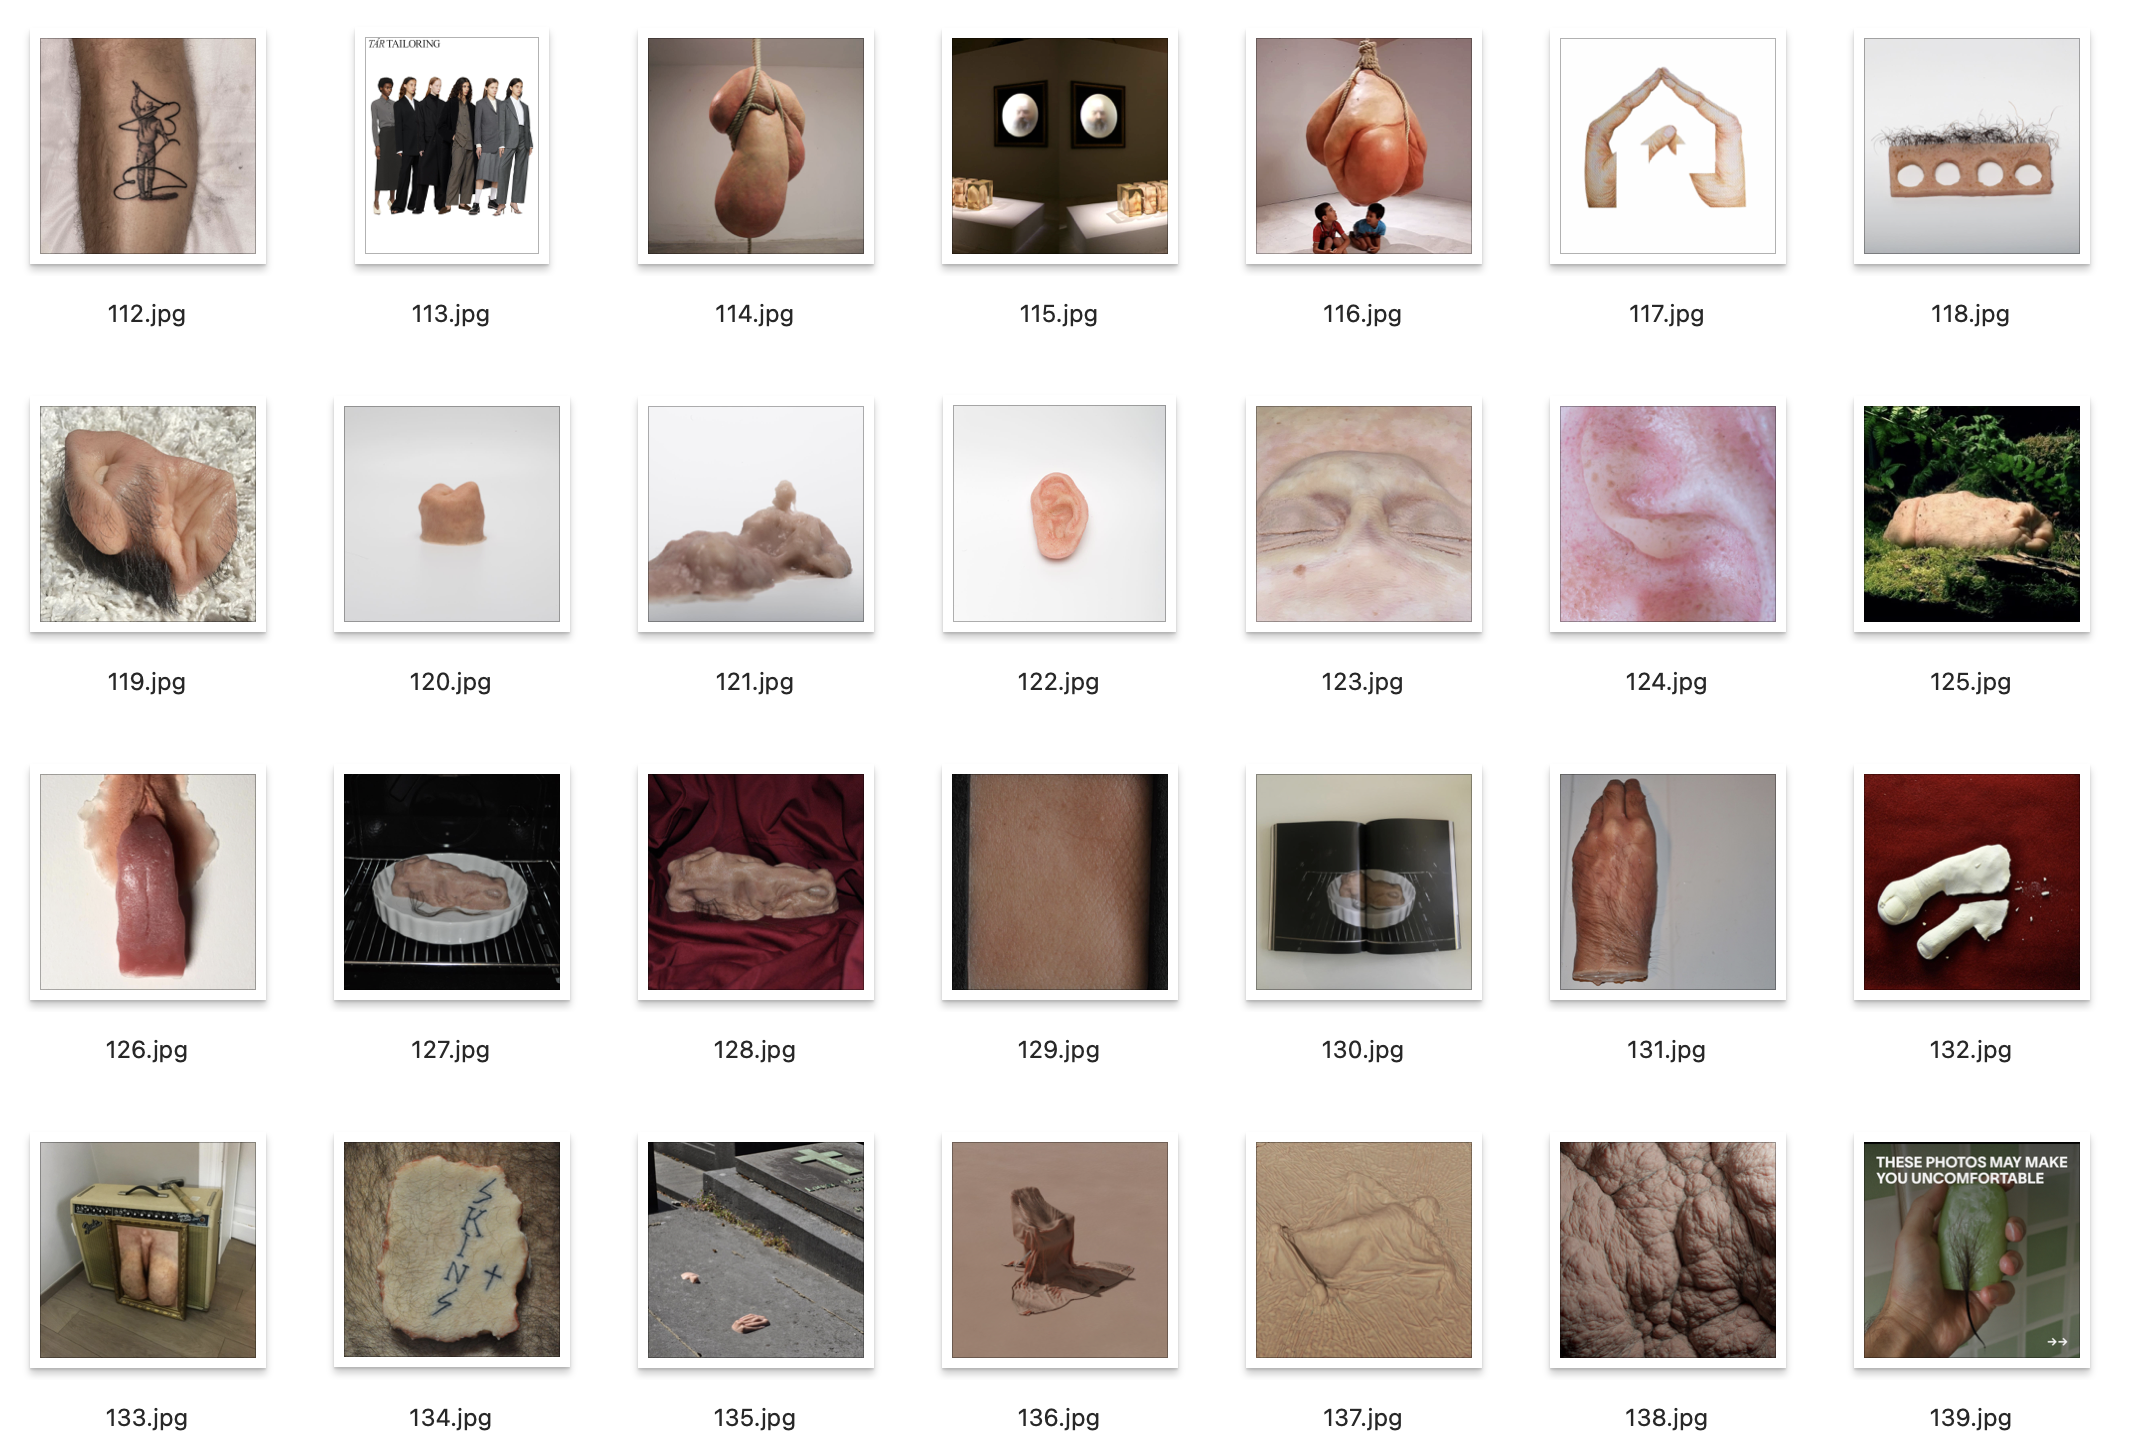 TÁR TAILORING
112.jpg
113.jpg
114.jpg
115.jpg
116.jpg
117.jpg
118.jpg
119.jpg
120.jpg
121.jpg
122.jpg
123.jpg
124.jpg
125.jpg
126.jpg
127.jpg
128.jpg
129.jpg
130.jpg
131.jpg
132.jpg
SKIN'S
THESE PHOTOS MAY MAKE
YOU UNCOMFORTABLE
133.jpg
134.jpg
135.jpg
136.jpg
137.jpg
138.jpg
139.jpg